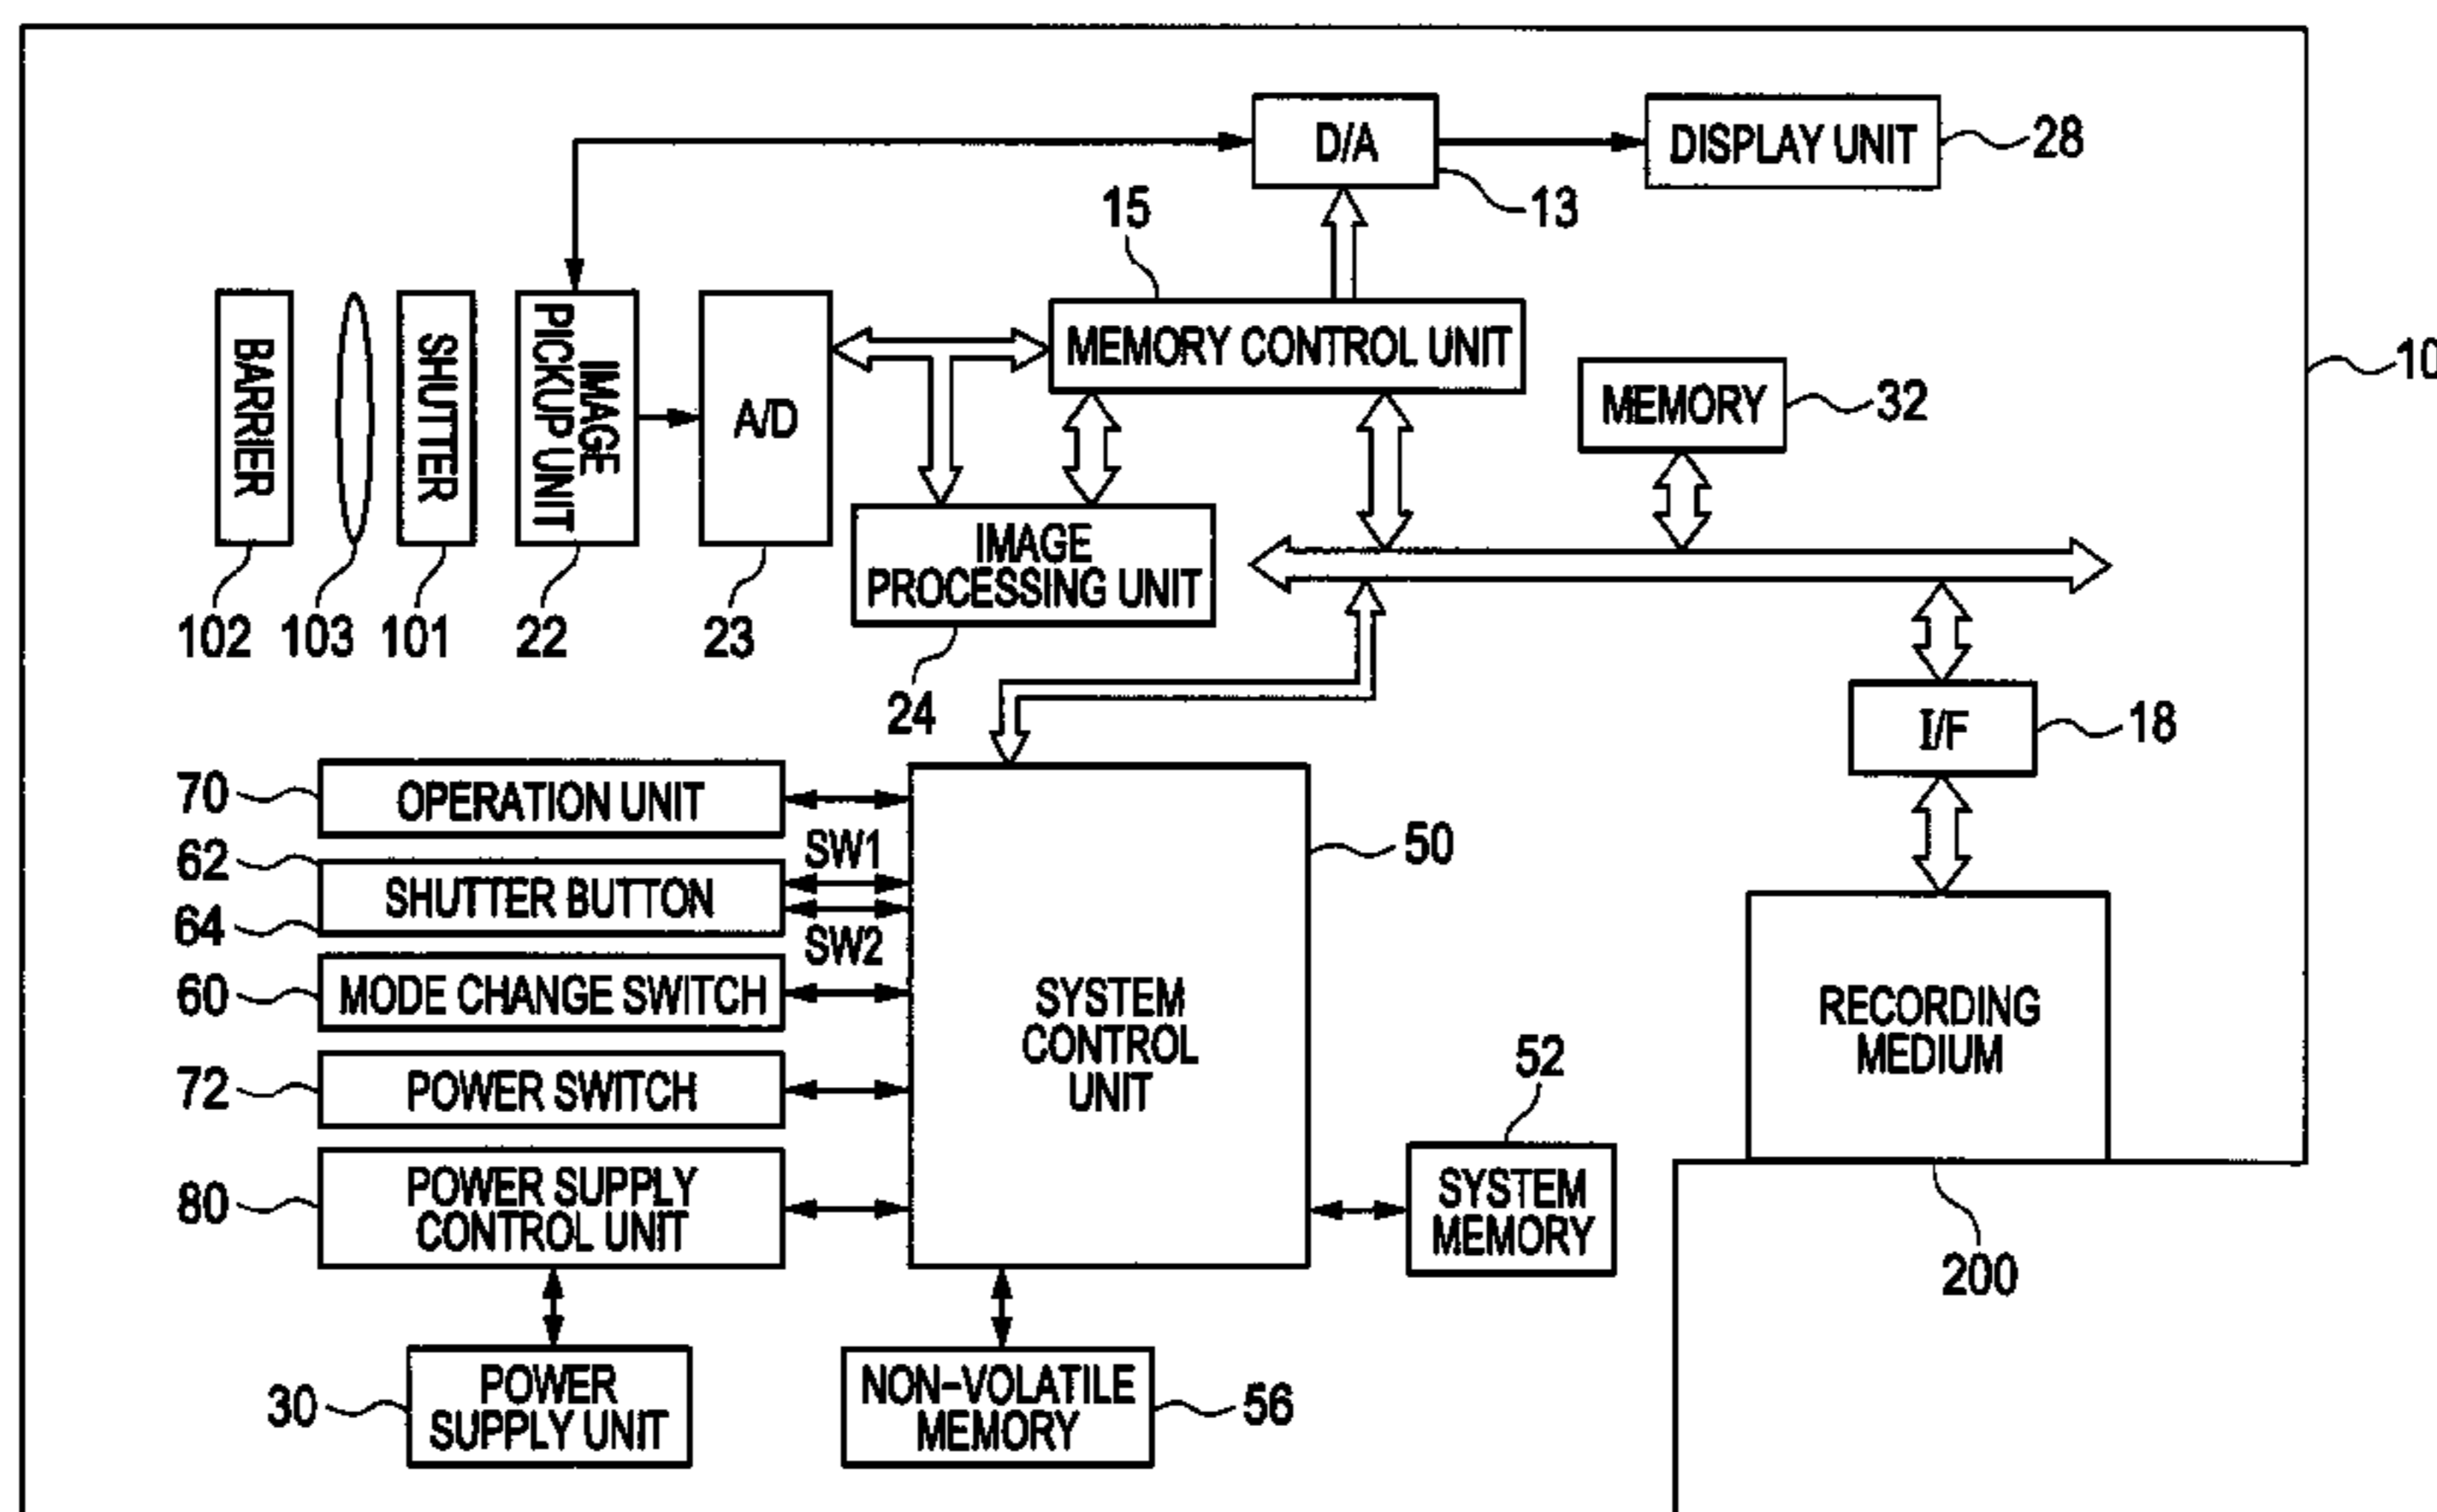 D/A
DISPLAY UNIT
28
13
15
MEMORY CONTROL UNIT
10
BARRIER
SHUTTER
IMAGE
PICKUP UNIT
A/D
MEMORY
32
IMAGE
PROCESSING UNIT
102
103
101
22
23
24
I/F
18
70
OPERATION UNIT
SW1
62
SHUTTER BUTTON
64
SW2
60
MODE CHANGE SWITCH
72
POWER SWITCH
80
POWER SUPPLY
CONTROL UNIT
SYSTEM
CONTROL
UNIT
50
RECORDING
MEDIUM
52
SYSTEM
MEMORY
200
30
POWER
SUPPLY UNIT
NON-VOLATILE
MEMORY
56